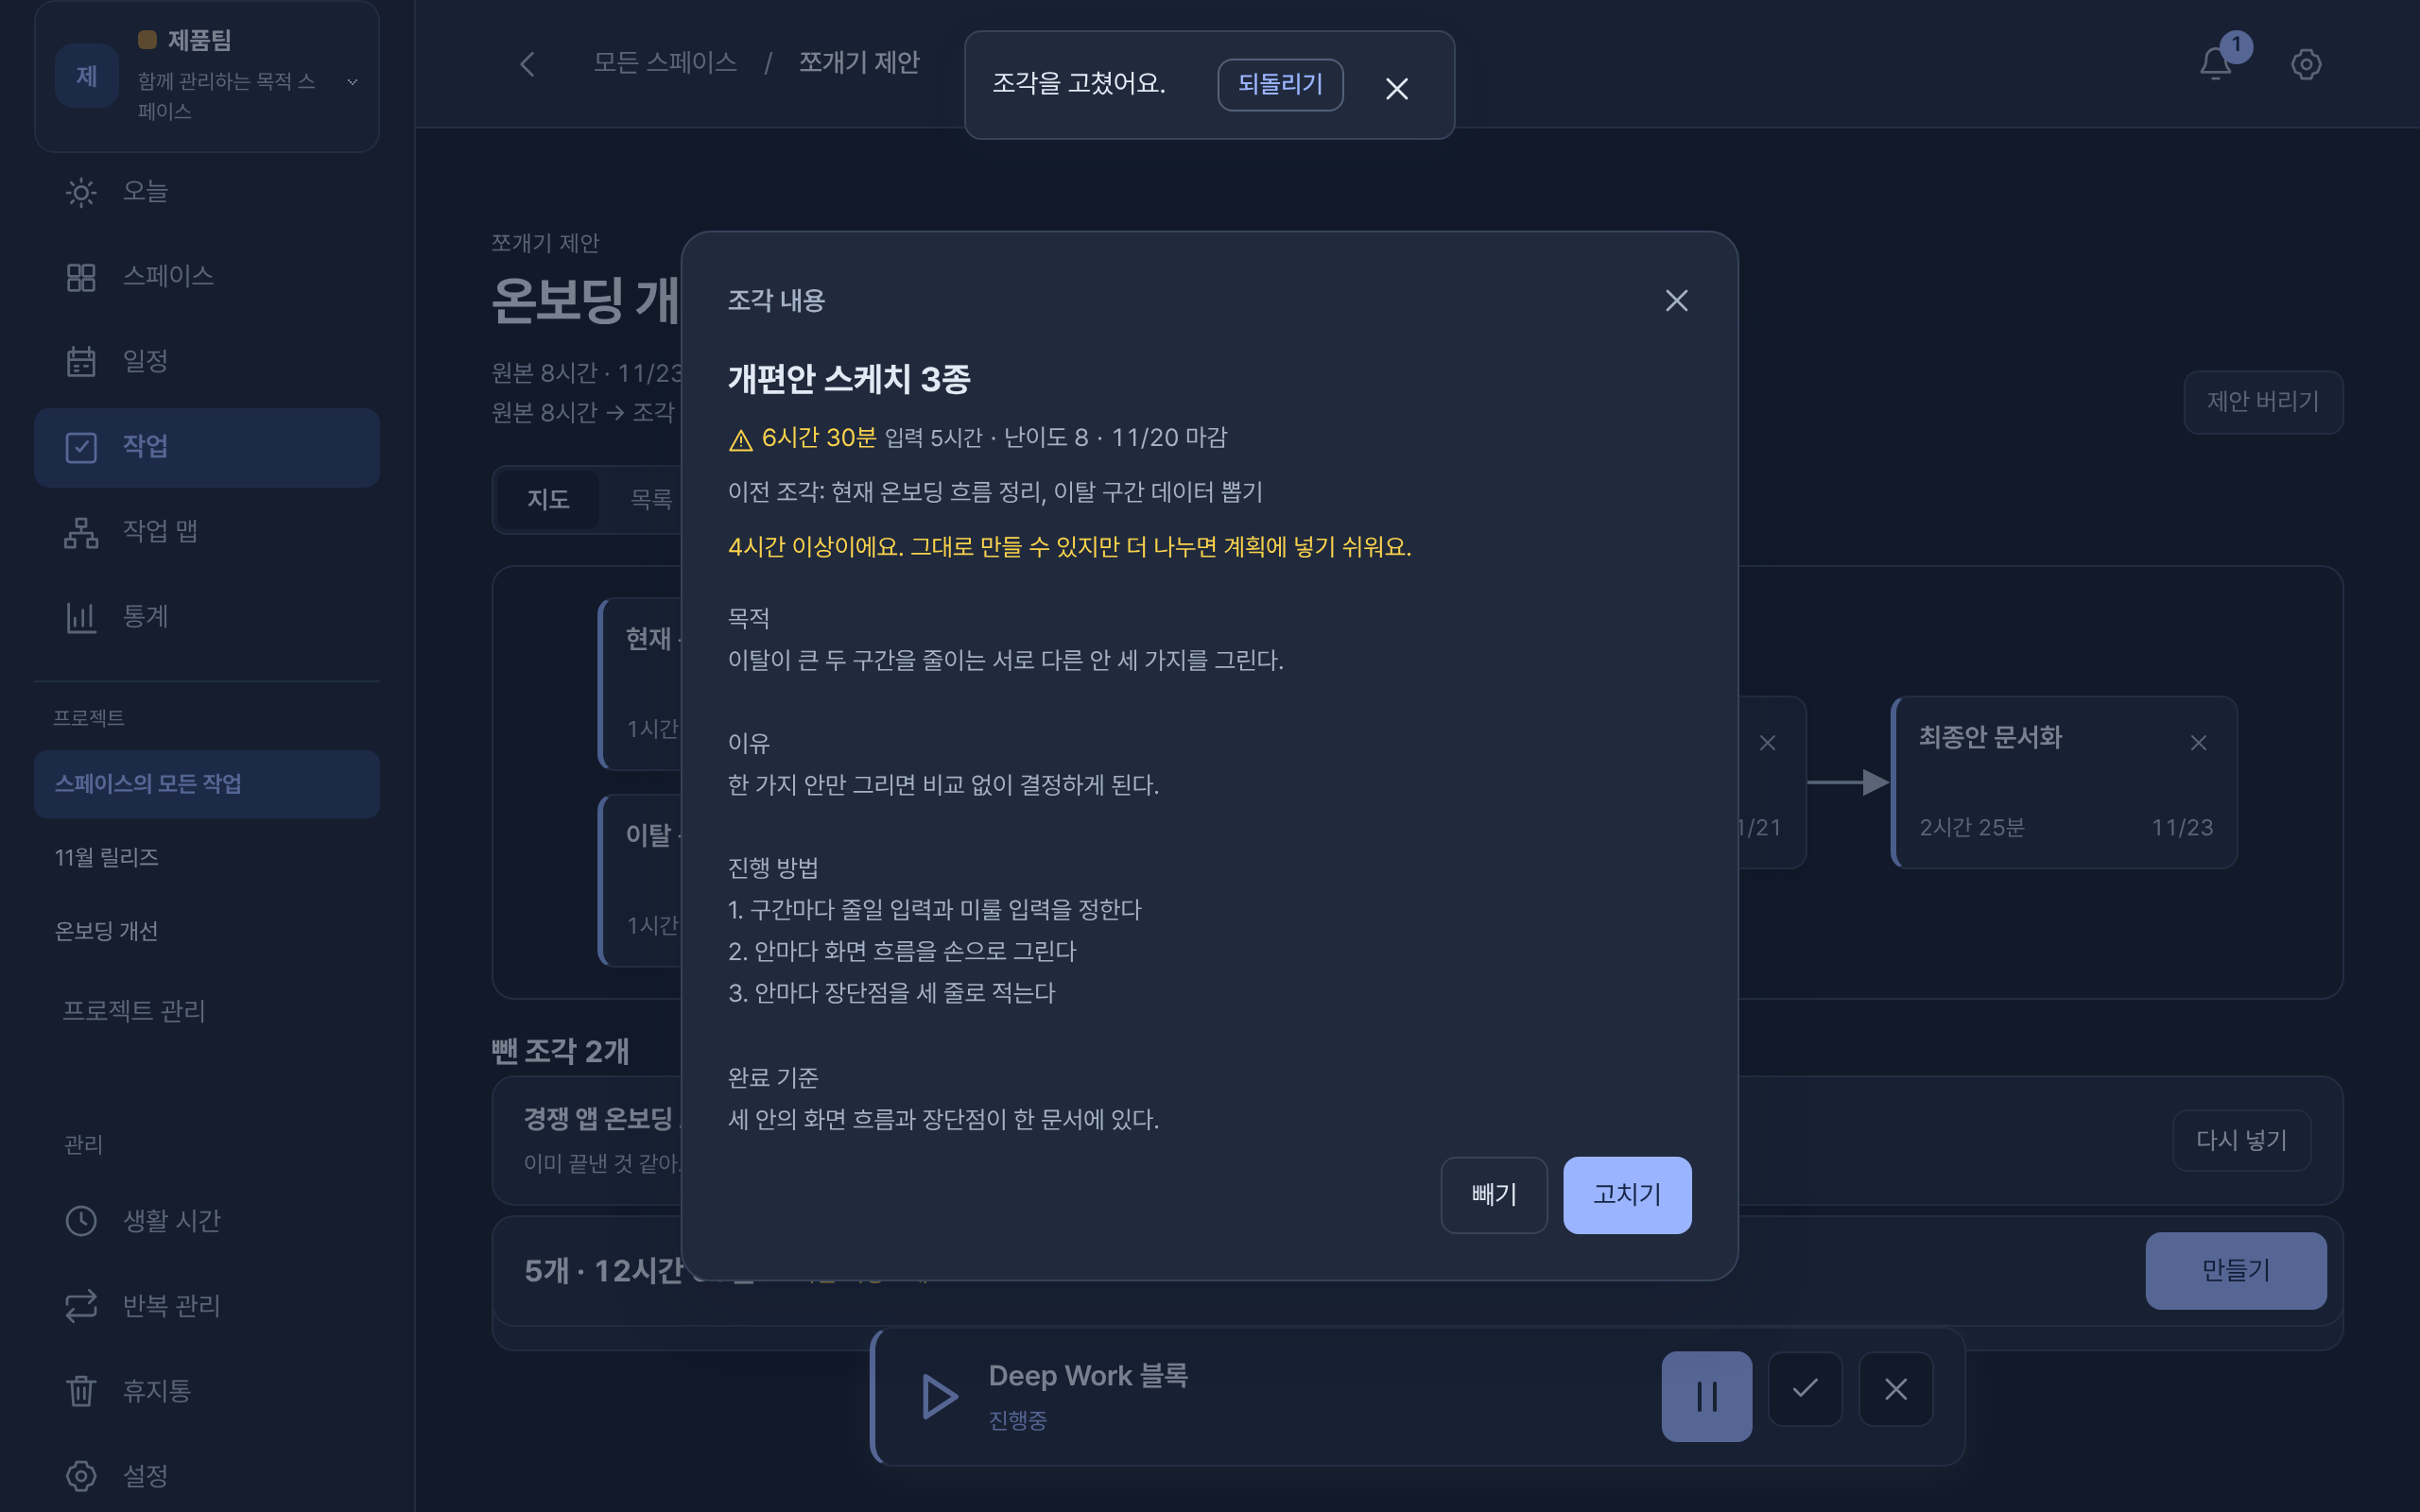 제
제품팀
함께 관리하는 목적 스
페이스
오늘
스페이스
일정
작업
작업 맵
통계
프로젝트
스페이스의 모든 작업
11월 릴리즈
온보딩 개선
프로젝트 관리
관리
생활 시간
반복 관리
휴지통
설정
모든 스페이스 / 쪼개기 제안
조각을 고쳤어요.
되돌리기
1
쪼개기 제안
온보딩 개
원본 8시간 · 11/23
원본 8시간 → 조각
제안 버리기
지도
목록
현재
1시간
이탈
1시간
1/21
최종안 문서화
2시간 25분
11/23
조각 내용
개편안 스케치 3종
6시간 30분 입력 5시간 · 난이도 8 · 11/20 마감
이전 조각: 현재 온보딩 흐름 정리, 이탈 구간 데이터 뽑기
4시간 이상이에요. 그대로 만들 수 있지만 더 나누면 계획에 넣기 쉬워요.
목적
이탈이 큰 두 구간을 줄이는 서로 다른 안 세 가지를 그린다.
이유
한 가지 안만 그리면 비교 없이 결정하게 된다.
진행 방법
1. 구간마다 줄일 입력과 미룰 입력을 정한다
2. 안마다 화면 흐름을 손으로 그린다
3. 안마다 장단점을 세 줄로 적는다
완료 기준
세 안의 화면 흐름과 장단점이 한 문서에 있다.
빼기
고치기
뺀 조각 2개
경쟁 앱 온보딩
이미 끝낸 것 같아
다시 넣기
5개 · 12시간
만들기
Deep Work 블록
진행중